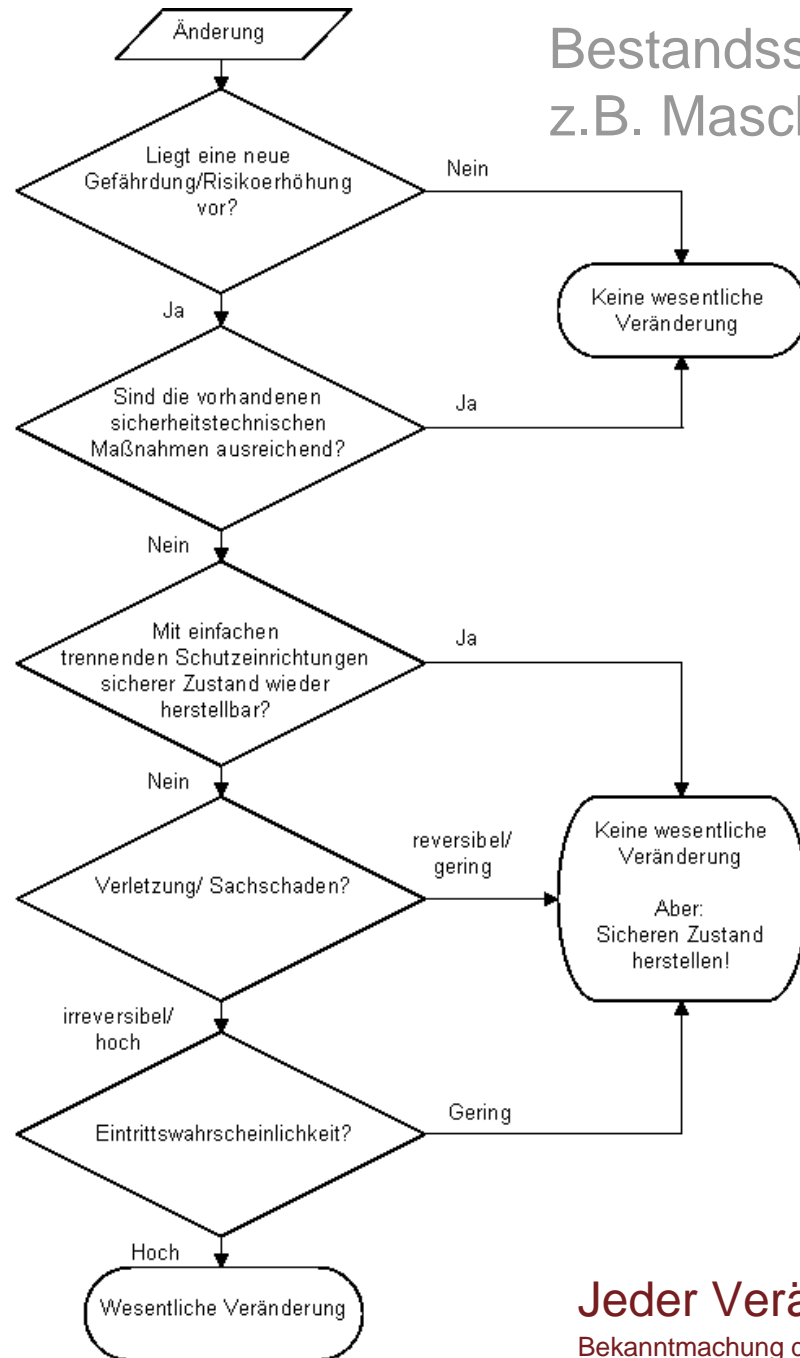 Änderung
Bestandss
z.B. Masch
Liegt eine neue
Gefährdung/Risikoerhöhung
vor?
Nein
Keine wesentliche
Veränderung
Ja
Sind die vorhandenen
sicherheitstechnischen
Maßnahmen ausreichend?
Ja
Nein
Mit einfachen
trennenden Schutzeinrichtungen
sicherer Zustand wieder
herstellbar?
Ja
Nein
Verletzung/ Sachschaden?
reversibel/
gering
Keine wesentliche
Veränderung
Aber:
Sicheren Zustand
herstellen!
irreversibel/
hoch
Eintrittswahrscheinlichkeit?
Gering
Hoch
Wesentliche Veränderung
Jeder Verä
Bekanntmachung d